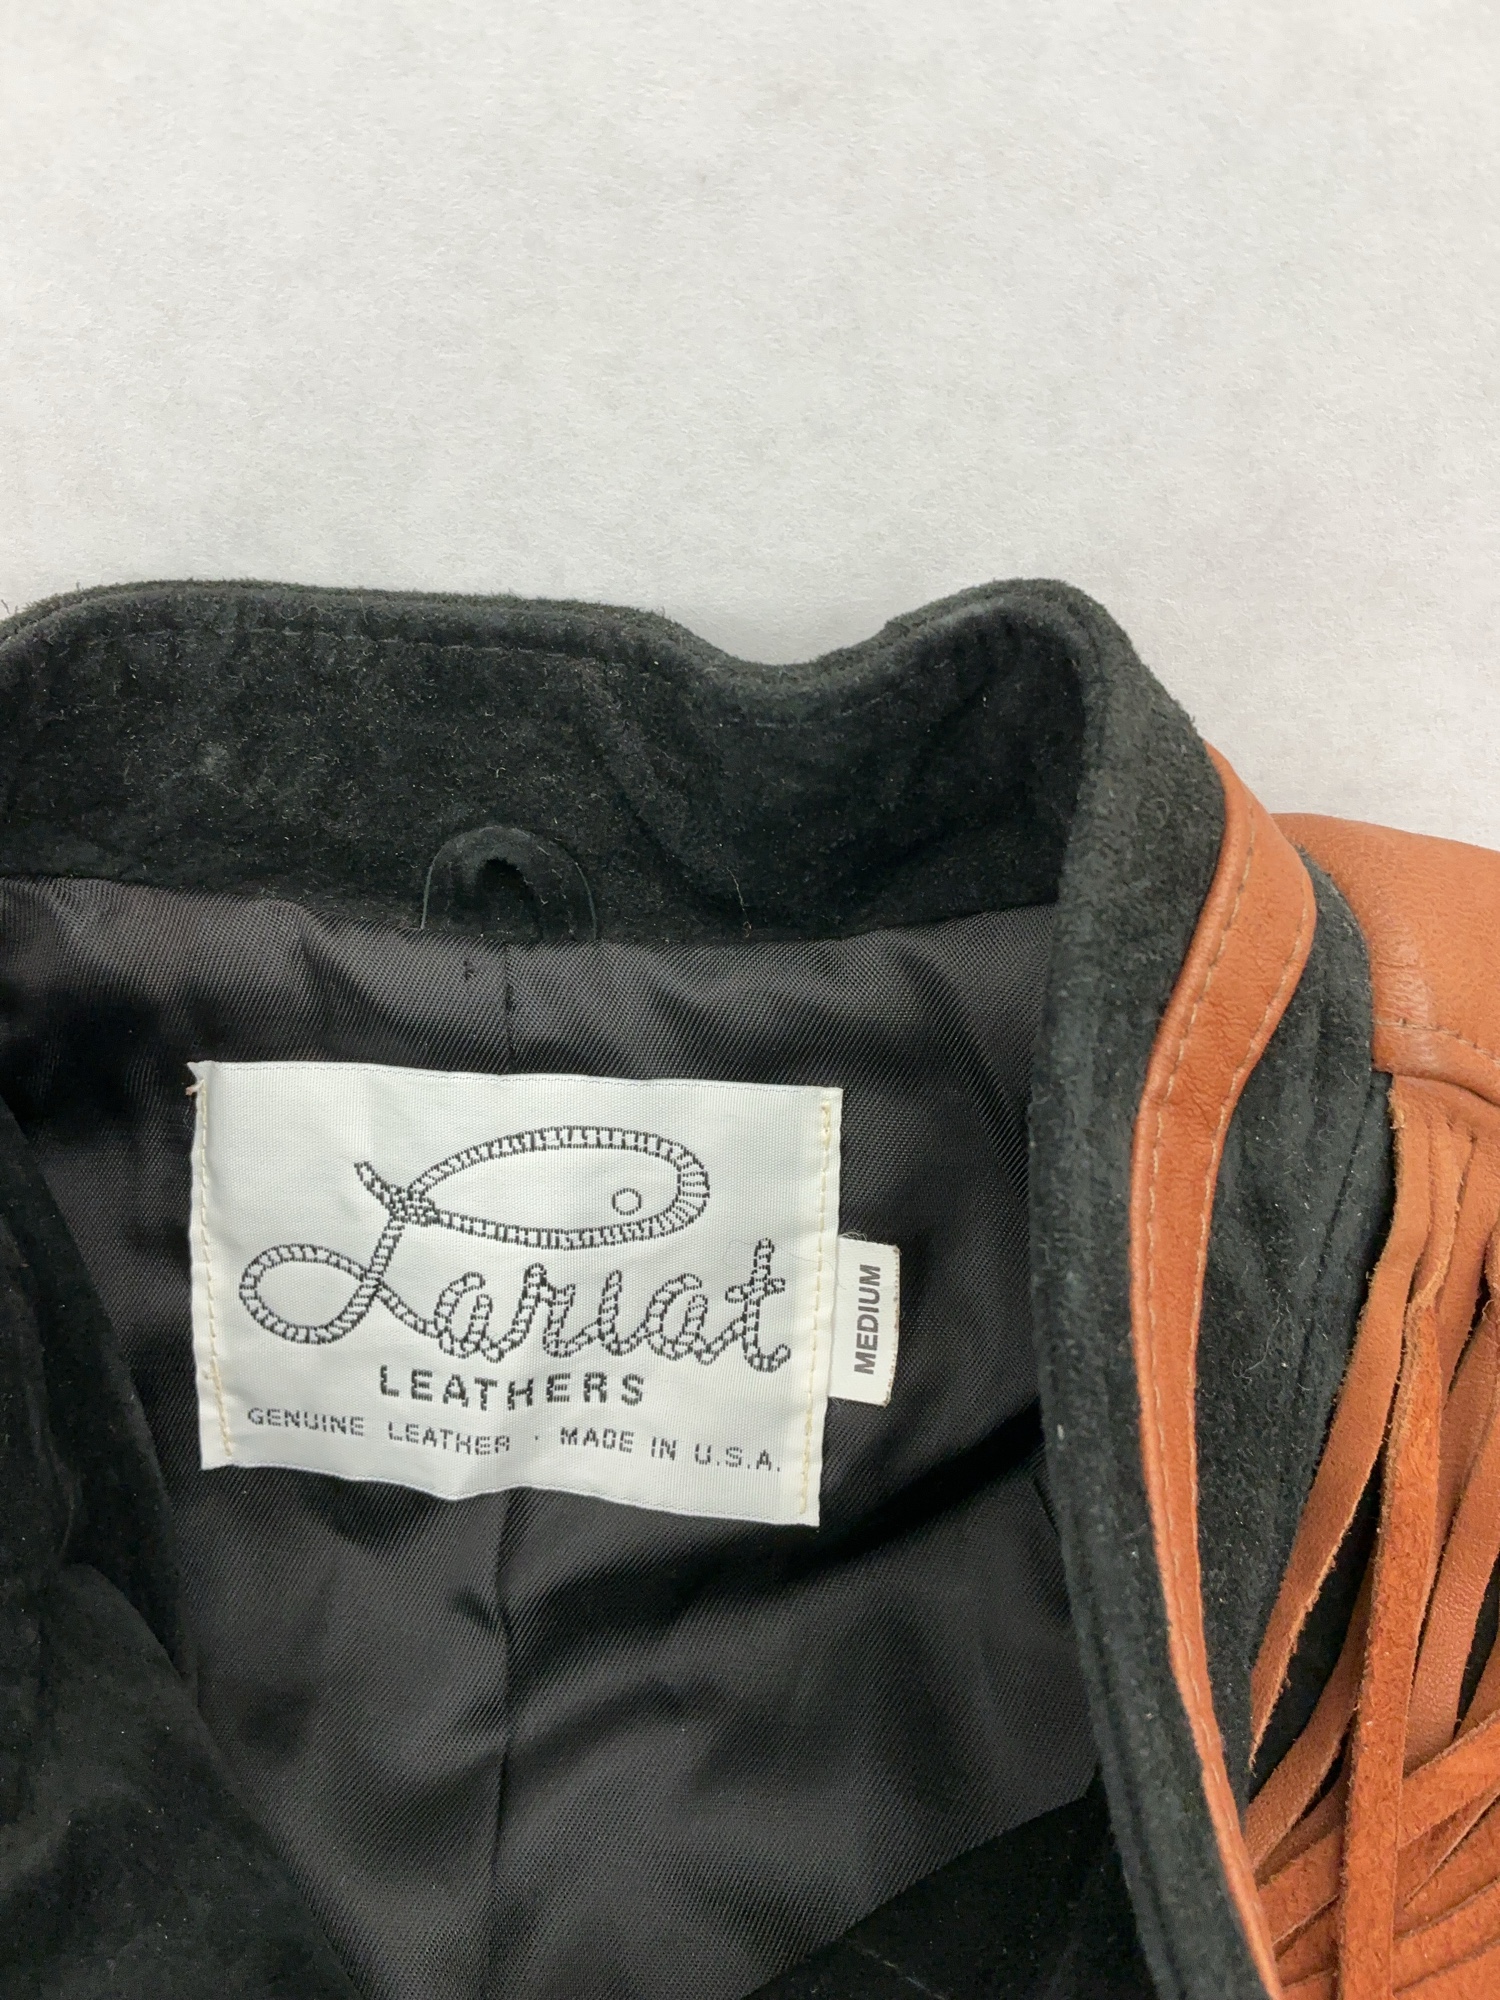 Lariat
LEATHERS
GENUINE LEATHER · MADE IN U.S.A.
MEDIUM